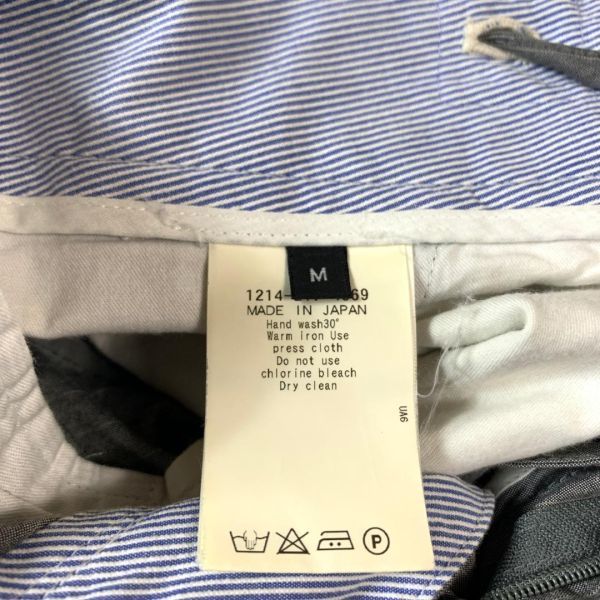 M
MADE IN JAPAN
Hand wash30°
Warm iron Use
press cloth
Do not use
chlorine bleach
Dry clean
UA6
P